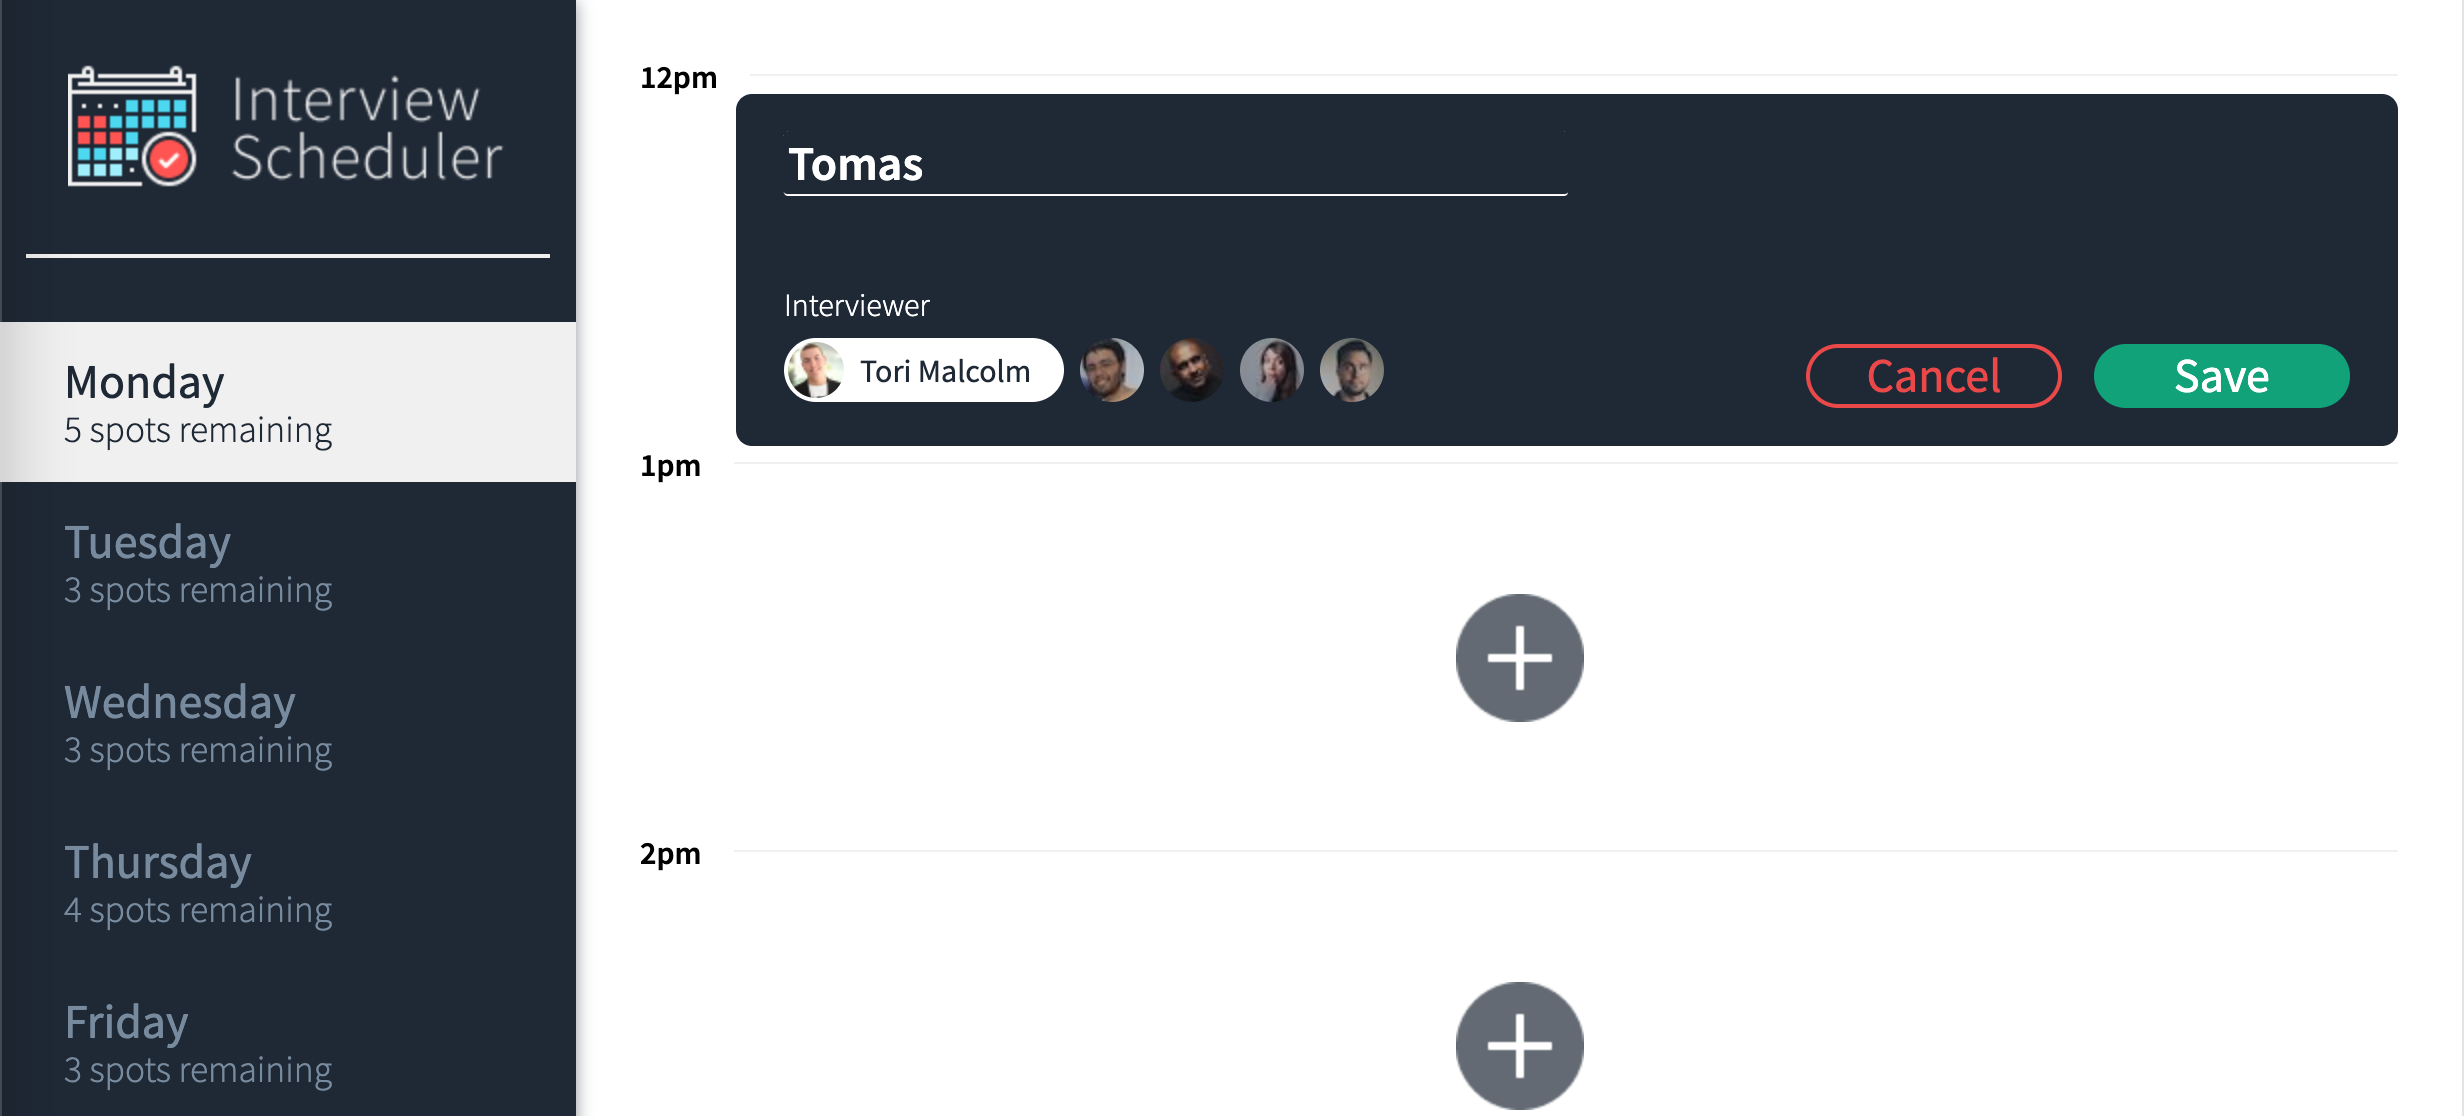 Interview
Scheduler
Monday
5 spots remaining
Tuesday
3 spots remaining
Wednesday
3 spots remaining
Thursday
4 spots remaining
Friday
3 spots remaining
12pm
Tomas
Interviewer
Tori Malcolm
Cancel
Save
1pm
2pm